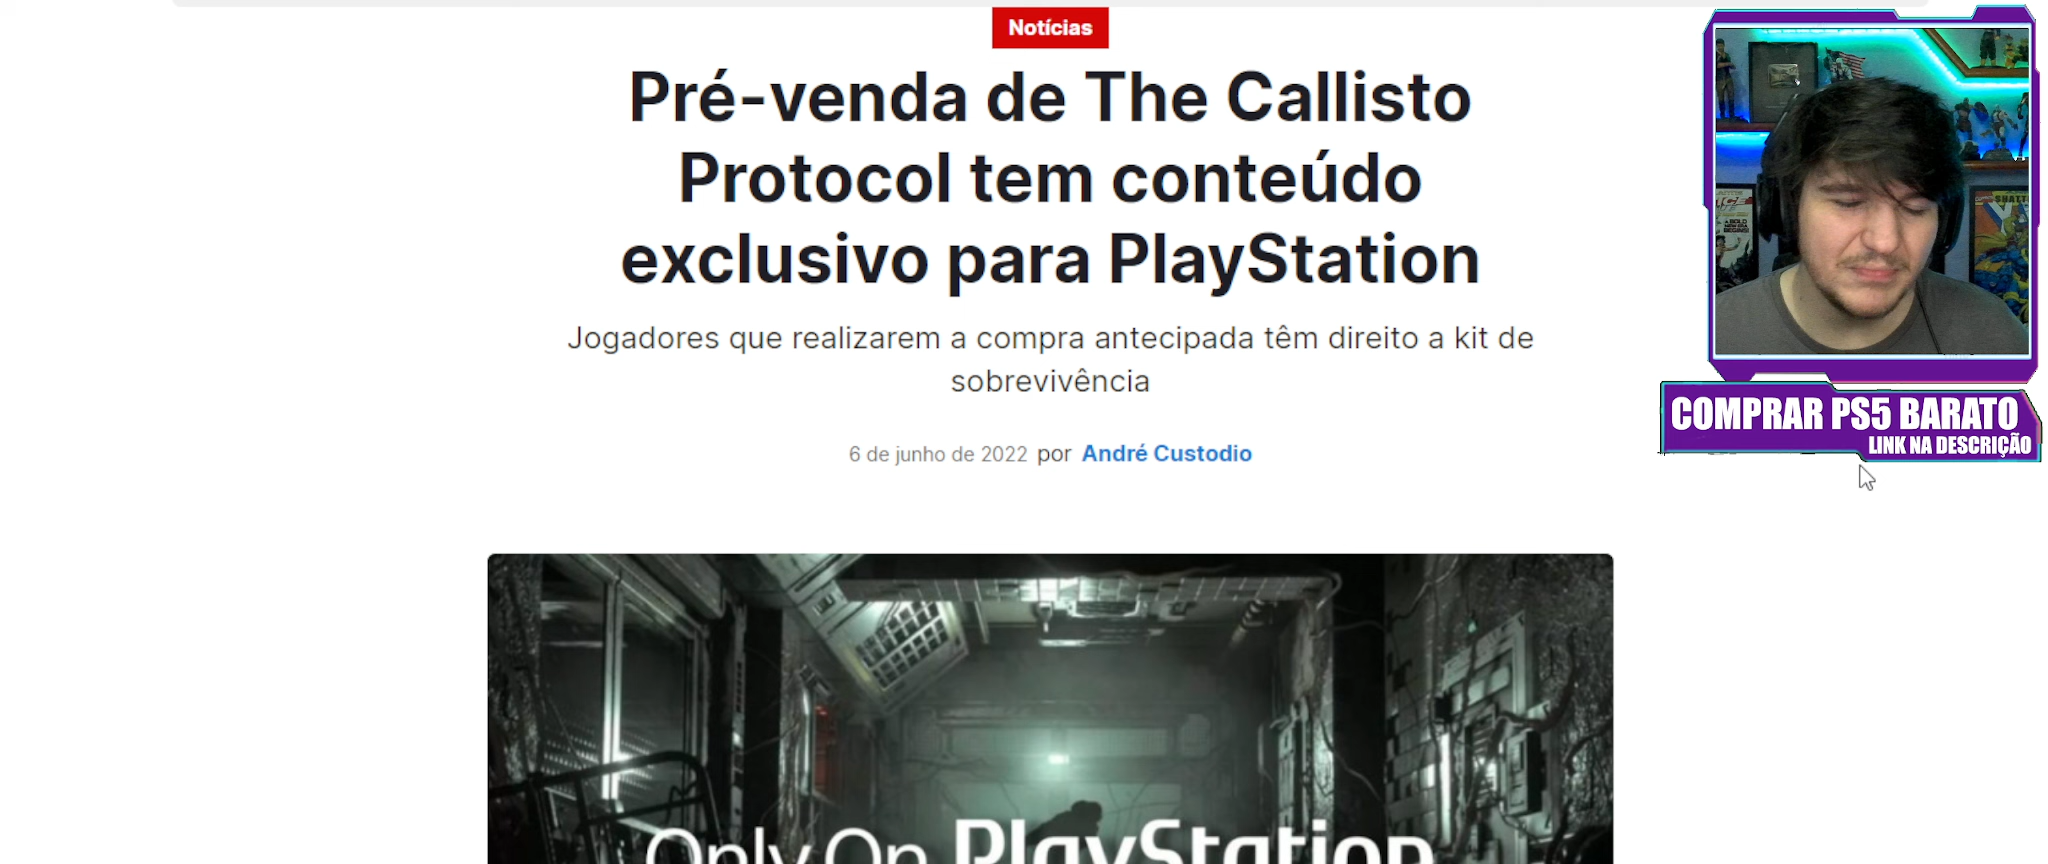 Notícias
Pré-venda de The Callisto
Protocol tem conteúdo
exclusivo para PlayStation
Jogadores que realizarem a compra antecipada têm direito a kit de
sobrevivência
6 de junho de 2022 por André Custodio
COMPRAR PS5 BARATO
LINK NA DESCRIÇÃO
Only On PlayStation